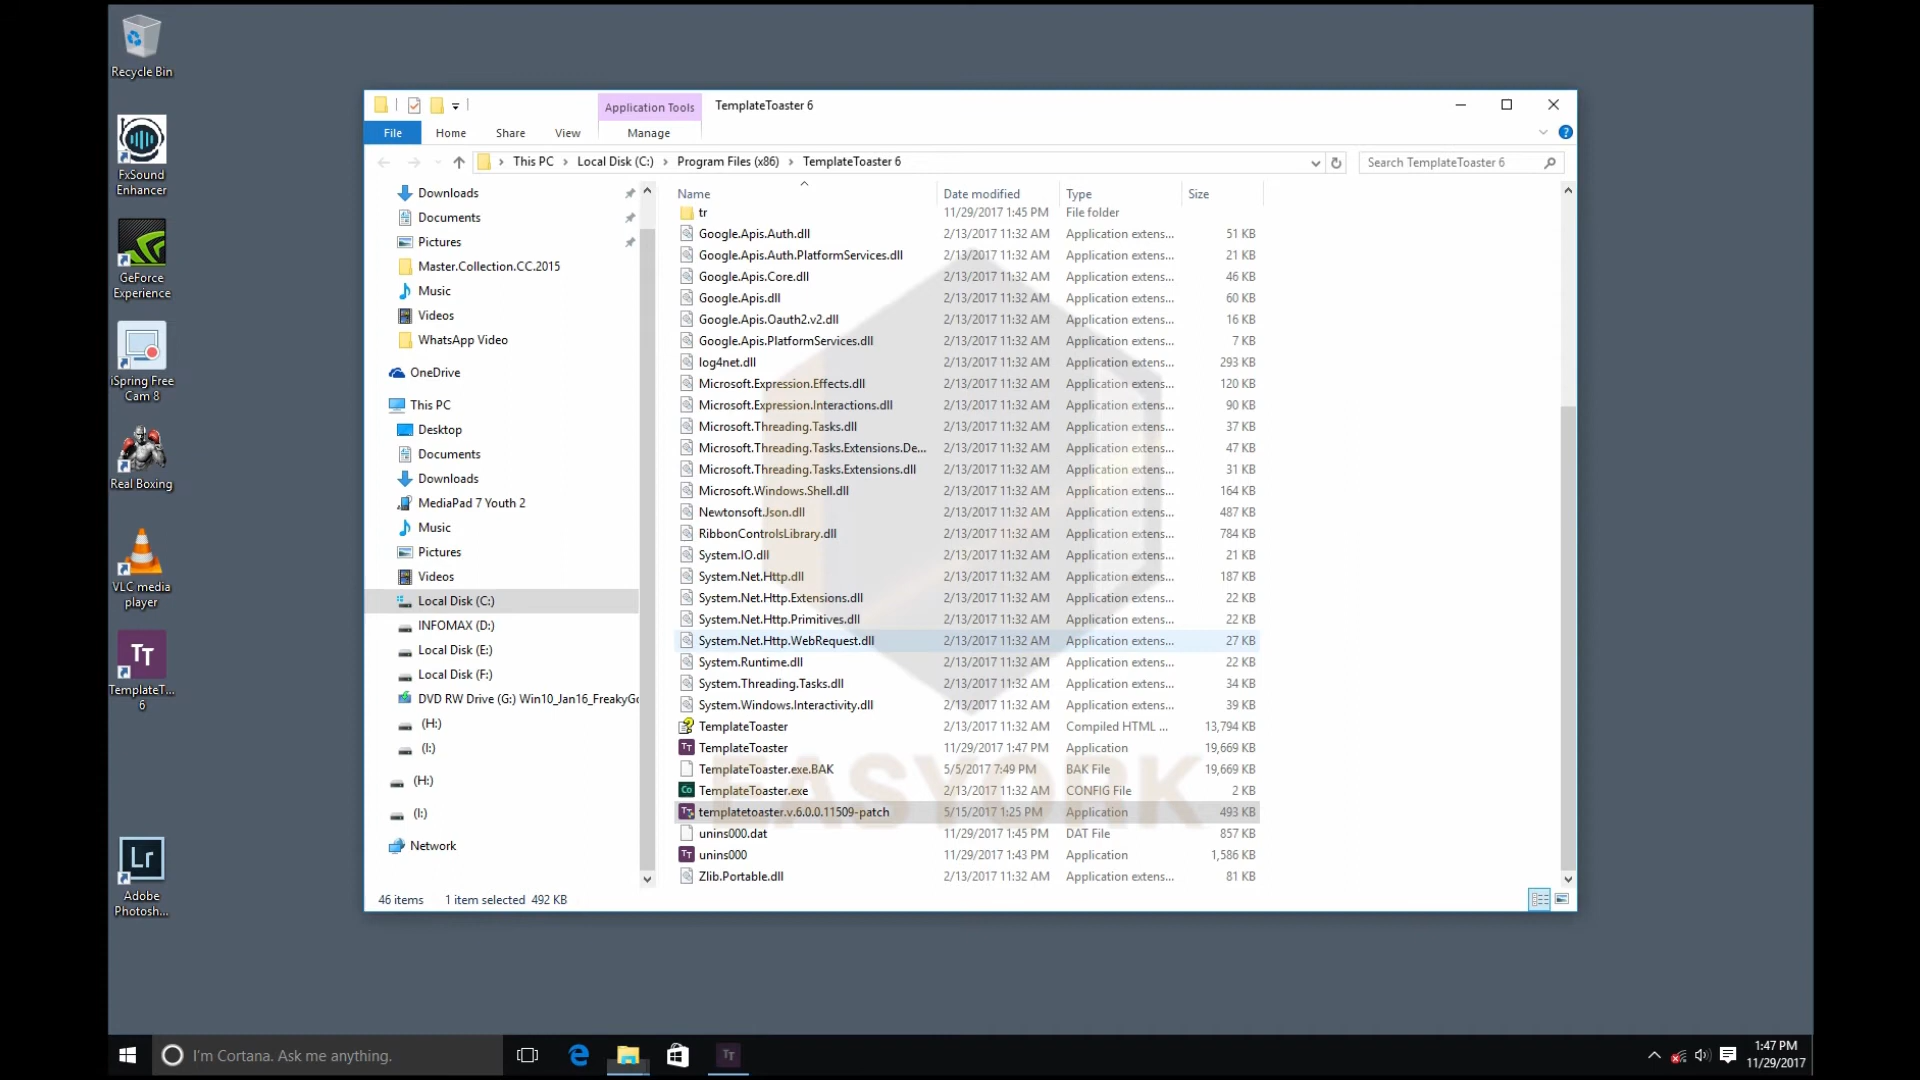 Recycle Bin
FxSound
Enhancer
GeForce
Experience
iSpring Free
Cam 8
Real Boxing
VLC media
player
TT
TemplateT...
6
Lr
Adobe
Photosh...
Application Tools
TemplateToaster 6
File
Home
Share
View
Manage
This PC > Local Disk (C:) > Program Files (x86) > TemplateToaster 6
Search TemplateToaster 6
Downloads
Documents
Pictures
Master.Collection.CC.2015
Music
Videos
WhatsApp Video
OneDrive
This PC
Desktop
Documents
Downloads
MediaPad 7 Youth 2
Music
Pictures
Videos
Local Disk (C:)
INFOMAX (D:)
Local Disk (E:)
Local Disk (F:)
DVD RW Drive (G:) Win10_Jan16_FreakyGo
(H:)
(I:)
(H:)
(I:)
Network
Name Date modified Type Size
tr 11/29/2017 1:45 PM File folder
Google.Apis.Auth.dll 2/13/2017 11:32 AM Application extens... 51 KB
Google.Apis.Auth.PlatformServices.dll 2/13/2017 11:32 AM Application extens... 21 KB
Google.Apis.Core.dll 2/13/2017 11:32 AM Application extens... 46 KB
Google.Apis.dll 2/13/2017 11:32 AM Application extens... 60 KB
Google.Apis.Oauth2.v2.dll 2/13/2017 11:32 AM Application extens... 16 KB
Google.Apis.PlatformServices.dll 2/13/2017 11:32 AM Application extens... 7 KB
log4net.dll 2/13/2017 11:32 AM Application extens... 293 KB
Microsoft.Expression.Effects.dll 2/13/2017 11:32 AM Application extens... 120 KB
Microsoft.Expression.Interactions.dll 2/13/2017 11:32 AM Application extens... 90 KB
Microsoft.Threading.Tasks.dll 2/13/2017 11:32 AM Application extens... 37 KB
Microsoft.Threading.Tasks.Extensions.De... 2/13/2017 11:32 AM Application extens... 47 KB
Microsoft.Threading.Tasks.Extensions.dll 2/13/2017 11:32 AM Application extens... 31 KB
Microsoft.Windows.Shell.dll 2/13/2017 11:32 AM Application extens... 164 KB
Newtonsoft.Json.dll 2/13/2017 11:32 AM Application extens... 487 KB
RibbonControlsLibrary.dll 2/13/2017 11:32 AM Application extens... 784 KB
System.IO.dll 2/13/2017 11:32 AM Application extens... 21 KB
System.Net.Http.dll 2/13/2017 11:32 AM Application extens... 187 KB
System.Net.Http.Extensions.dll 2/13/2017 11:32 AM Application extens... 22 KB
System.Net.Http.Primitives.dll 2/13/2017 11:32 AM Application extens... 22 KB
System.Net.Http.WebRequest.dll 2/13/2017 11:32 AM Application extens... 27 KB
System.Runtime.dll 2/13/2017 11:32 AM Application extens... 22 KB
System.Threading.Tasks.dll 2/13/2017 11:32 AM Application extens... 34 KB
System.Windows.Interactivity.dll 2/13/2017 11:32 AM Application extens... 39 KB
TemplateToaster 2/13/2017 11:32 AM Compiled HTML ... 13,794 KB
TemplateToaster 11/29/2017 1:47 PM Application 19,669 KB
TemplateToaster.exe.BAK 5/5/2017 7:49 PM BAK File 19,669 KB
TemplateToaster.exe 2/13/2017 11:32 AM CONFIG File 2 KB
templatetoaster.v.6.0.0.11509-patch 5/15/2017 1:25 PM Application 493 KB
unins000.dat 11/29/2017 1:45 PM DAT File 857 KB
unins000 11/29/2017 1:43 PM Application 1,586 KB
Zlib.Portable.dll 2/13/2017 11:32 AM Application extens... 81 KB
EASYORK
46 items 1 item selected 492 KB
I'm Cortana. Ask me anything.
TT
1:47 PM
11/29/2017